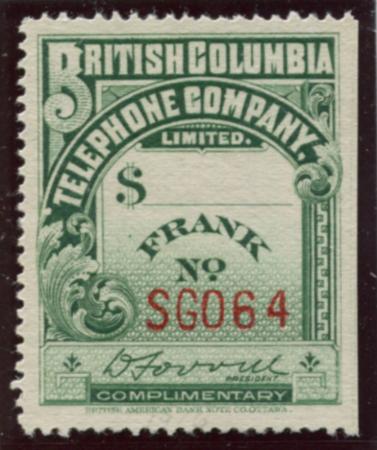 BRITISH COLUMBIA
TELEPHONE COMPANY,
LIMITED.
$
FRANK
No
SG064
PRESIDENT.
COMPLIMENTARY
BRITISH AMERICAN BANK NOTE CO. OTTAWA.